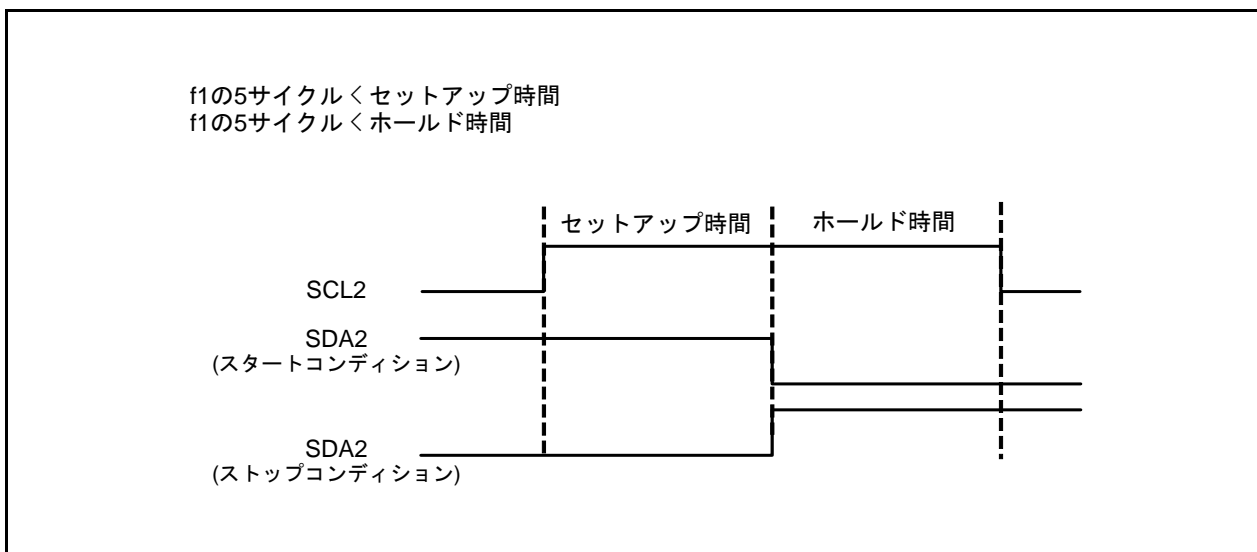 f1の5サイクル < セットアップ時間
f1の5サイクル < ホールド時間
セットアップ時間 ホールド時間
SCL2
SDA2
(スタートコンディション)
SDA2
(ストップコンディション)